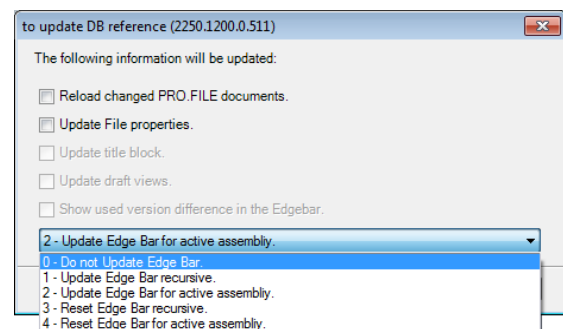 to update DB reference (2250.1200.0.511)
The following information will be updated:
Reload changed PRO.FILE documents.
Update File properties.
Update title block.
Update draft views.
Show used version difference in the Edgebar.
2 - Update Edge Bar for active assembliy.
0 - Do not Update Edge Bar.
1 - Update Edge Bar recursive.
2 - Update Edge Bar for active assembliy.
3 - Reset Edge Bar recursive.
4 - Reset Edge Bar for active assembliy.